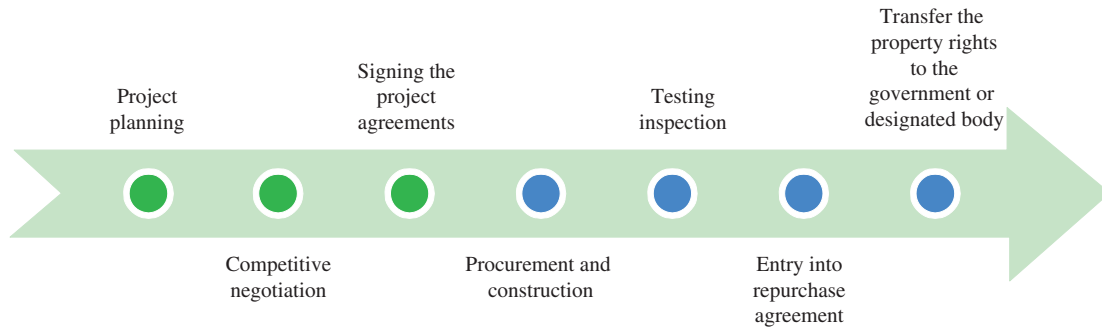 Project
planning
Competitive
negotiation
Signing the
project
agreements
Procurement and
construction
Testing
inspection
Entry into
repurchase
agreement
Transfer the
property rights
to the
government or
designated body